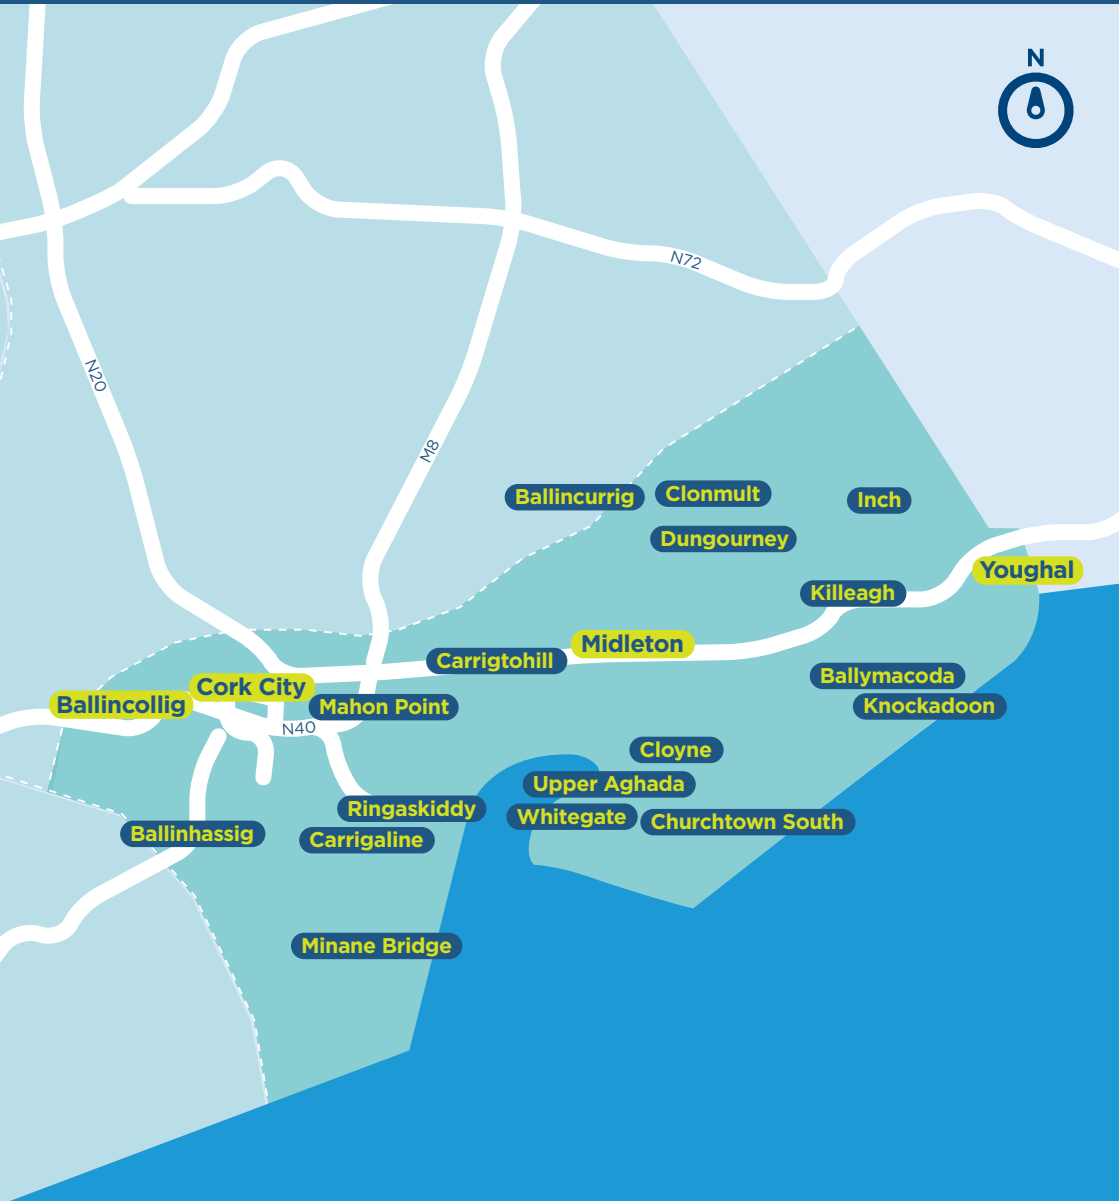 N
N72
N20
M8
Ballincurrig
Clonmult
Inch
Dungourney
Youghal
Killeagh
Midleton
Carrigtohill
Ballymacoda
Cork City
Ballincollig
Mahon Point
Knockadoon
N40
Cloyne
Upper Aghada
Ringaskiddy
Whitegate
Churchtown South
Ballinhassig
Carrigaline
Minane Bridge